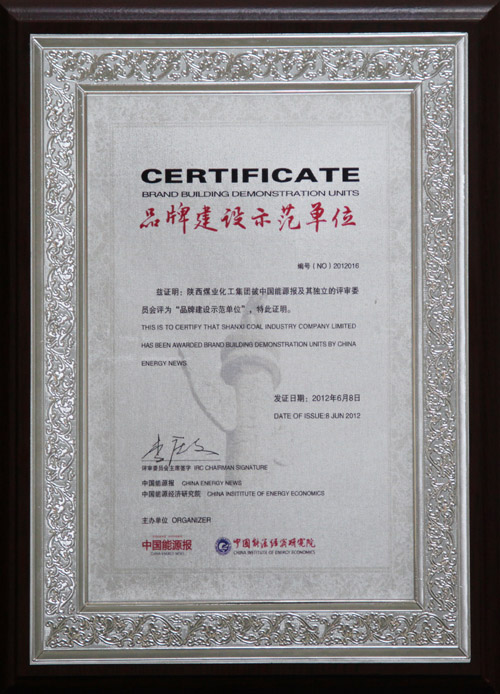 CERTIFICATE
BRAND BUILDING DEMONSTRATION UNITS
品牌建设示范单位
编号（NO）2012016
兹证明：陕西煤业化工集团被中国能源报及其独立的评审委
员会评为“品牌建设示范单位”，特此证明。
THIS IS TO CERTIFY THAT SHANXI COAL INDUSTRY COMPANY LIMITED
HAS BEEN AWARDED BRAND BUILDING DEMONSTRATION UNITS BY CHINA
ENERGY NEWS
发证日期：2012年6月8日
DATE OF ISSUE:8 JUN 2012
评审委员会主席签字 IRC CHAIPMAN SIGNATURE
中国能源报 CHINA ENERGY NEWS
中国能源经济研究院 CHINA INSTITUTE OF ENERGY ECONOMICS
主办单位 ORGANIZER
中国能源报
CHINA ENERGY NEWS
中国能源经济研究院
CHINA INSTITUTE OF ENERGY ECONOMICS